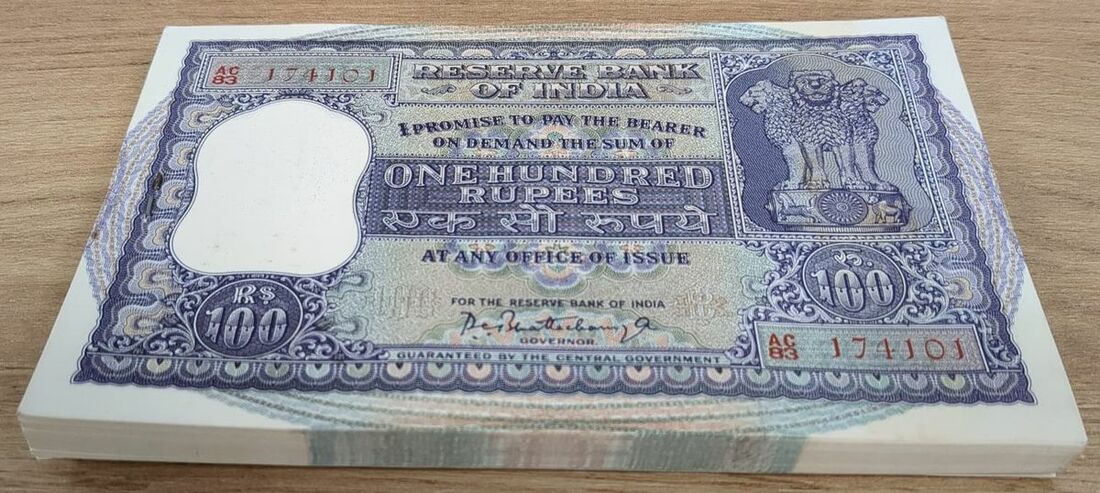 AC
83 174101
RESERVE BANK
OF INDIA
I PROMISE TO PAY THE BEARER
ON DEMAND THE SUM OF
ONE HUNDRED
RUPEES
एक सौ रुपये
AT ANY OFFICE OF ISSUE
FOR THE RESERVE BANK OF INDIA
GOVERNOR
GUARANTEED BY THE CENTRAL GOVERNMENT
Rs
100
100
AC
83 174101